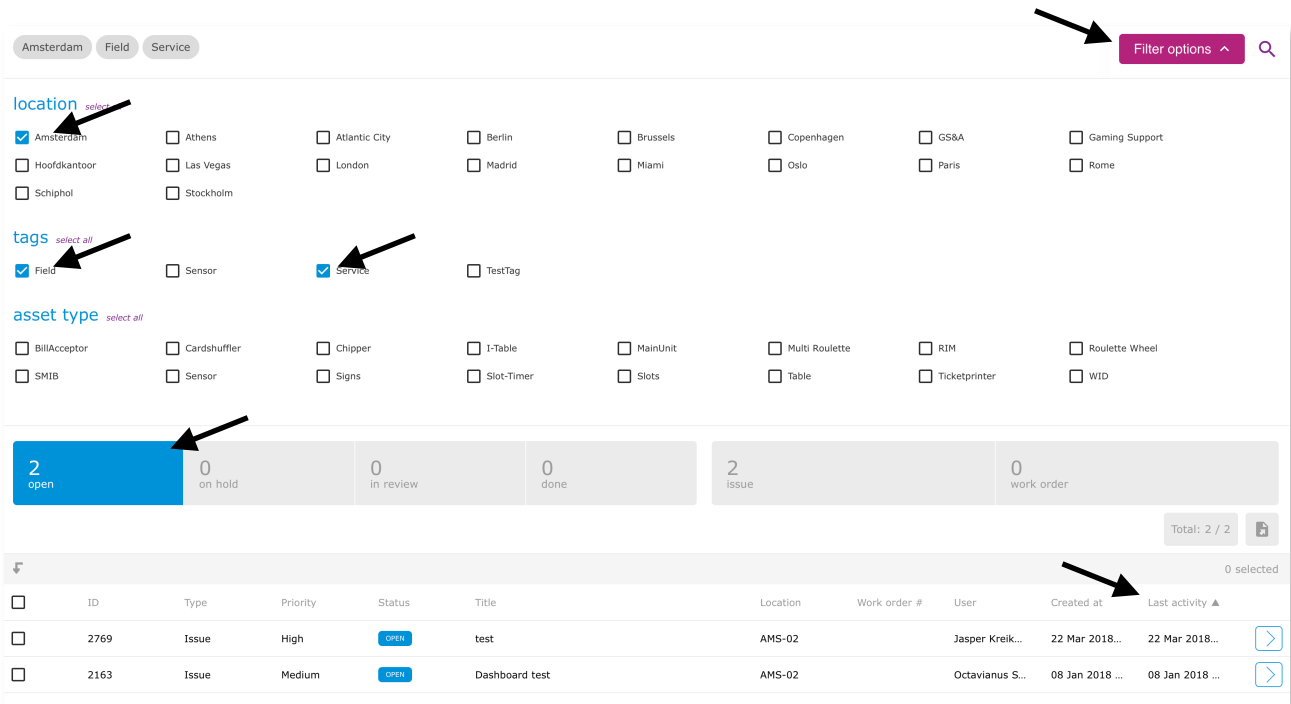 Amsterdam Field Service Filter options
location select
Amsterdam Athens Atlantic City Berlin Brussels Copenhagen GS&A Gaming Support
Hoofdkantoor Las Vegas London Madrid Miami Oslo Paris Rome
Schiphol Stockholm
tags select all
Field Sensor Service TestTag
asset type select all
BillAcceptor Cardshuffler Chipper I-Table MainUnit Multi Roulette RIM Roulette Wheel
SMIB Sensor Signs Slot-Timer Slots Table Ticketprinter WID
2 0 0 0 2 0
open on hold in review done issue work order
Total: 2 / 2
0 selected
ID Type Priority Status Title Location Work order # User Created at Last activity ▲
2769 Issue High OPEN test AMS-02 Jasper Kreik... 22 Mar 2018... 22 Mar 2018...
2163 Issue Medium OPEN Dashboard test AMS-02 Octavianus S... 08 Jan 2018 ... 08 Jan 2018 ...